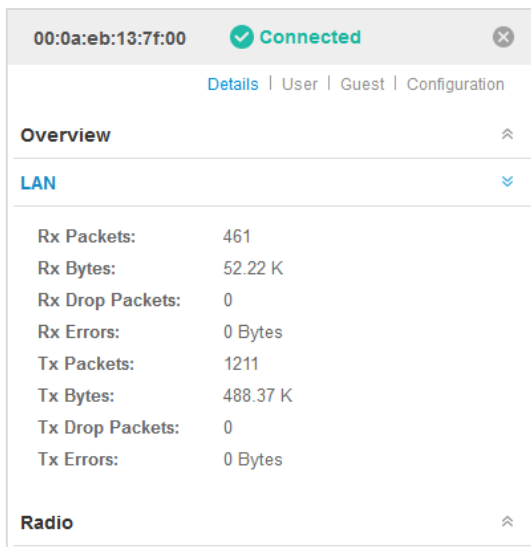 00:0a:eb:13:7f:00 Connected
Details | User | Guest | Configuration
Overview
LAN
Rx Packets: 461
Rx Bytes: 52.22 K
Rx Drop Packets: 0
Rx Errors: 0 Bytes
Tx Packets: 1211
Tx Bytes: 488.37 K
Tx Drop Packets: 0
Tx Errors: 0 Bytes
Radio